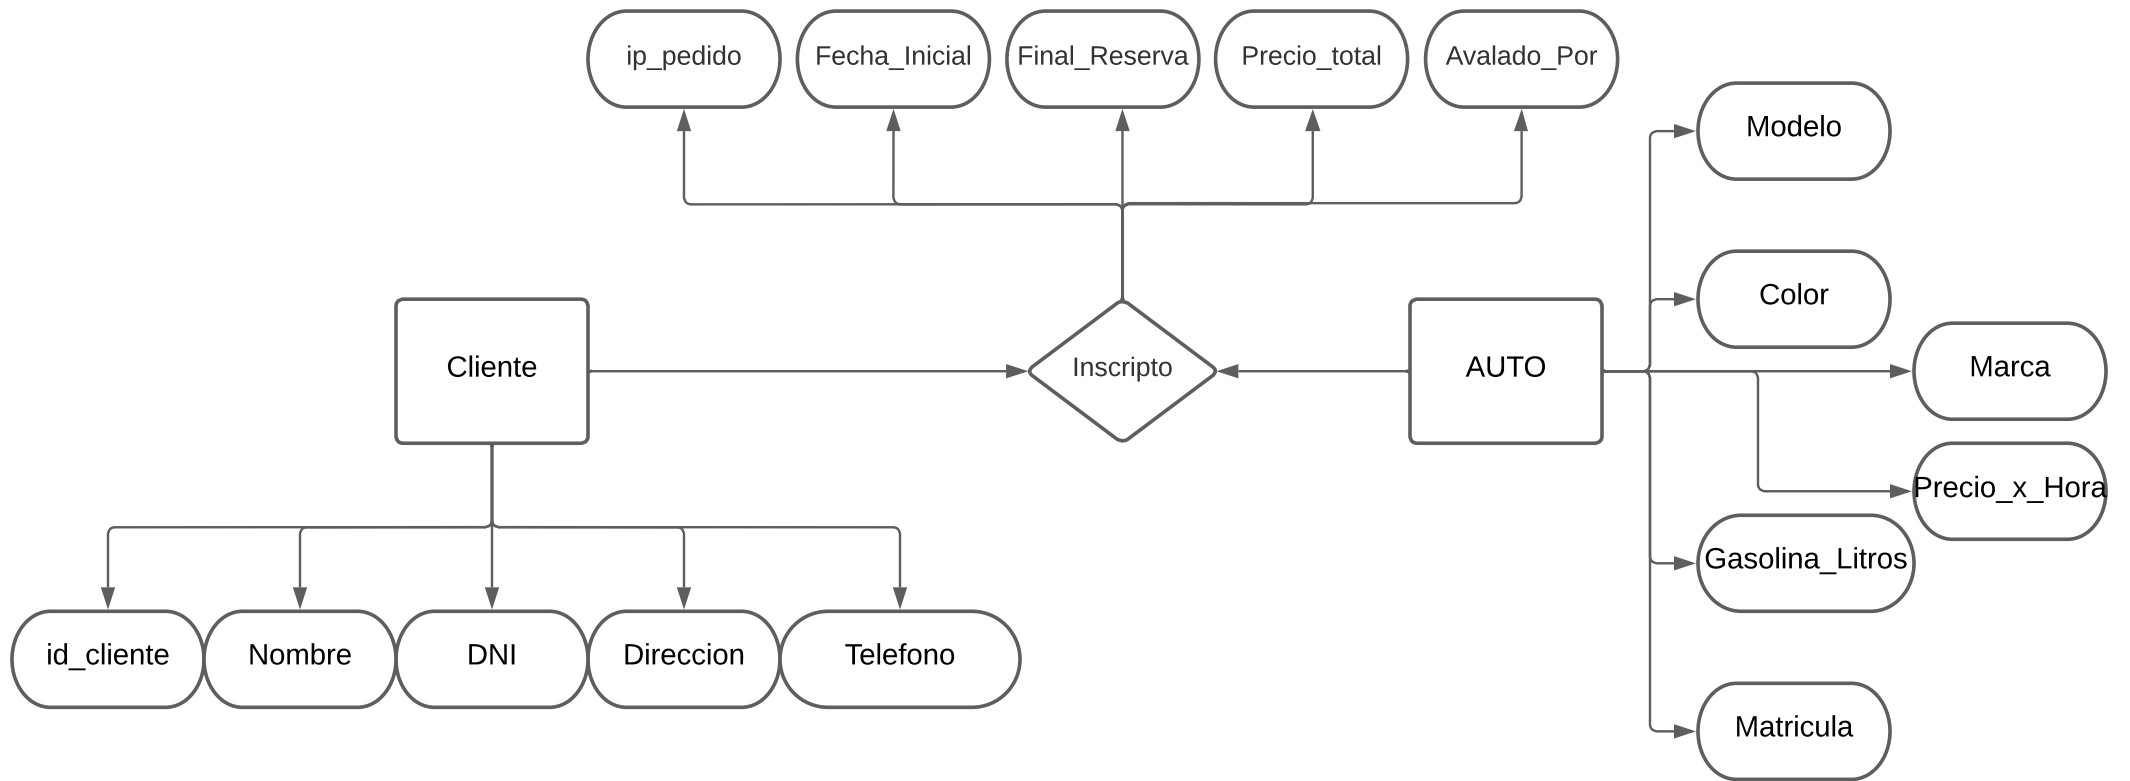 ip_pedido
Fecha_Inicial
Final_Reserva
Precio_total
Avalado_Por
Modelo
Color
Cliente
Inscripto
AUTO
Marca
Precio_x_Hora
Gasolina_Litros
id_cliente
Nombre
DNI
Direccion
Telefono
Matricula